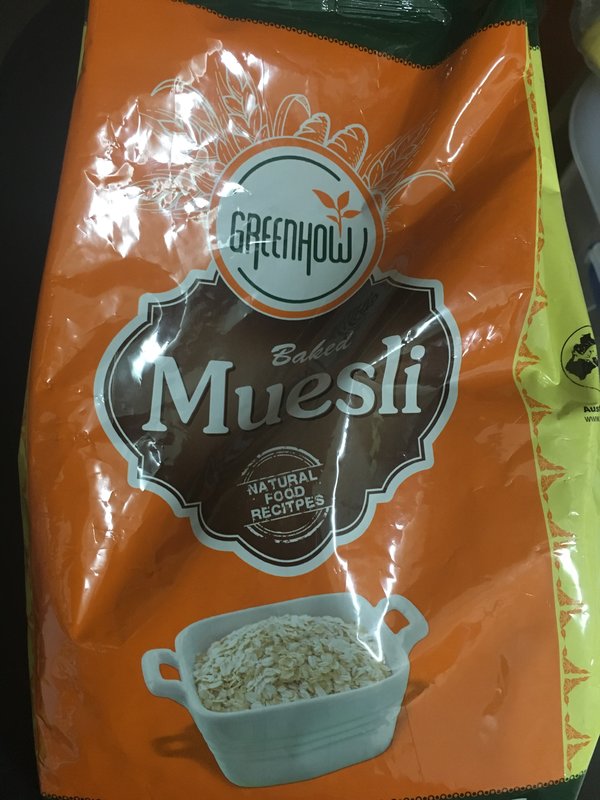 GREENHOW
Baked
Muesli
NATURAL
FOOD
RECITPES